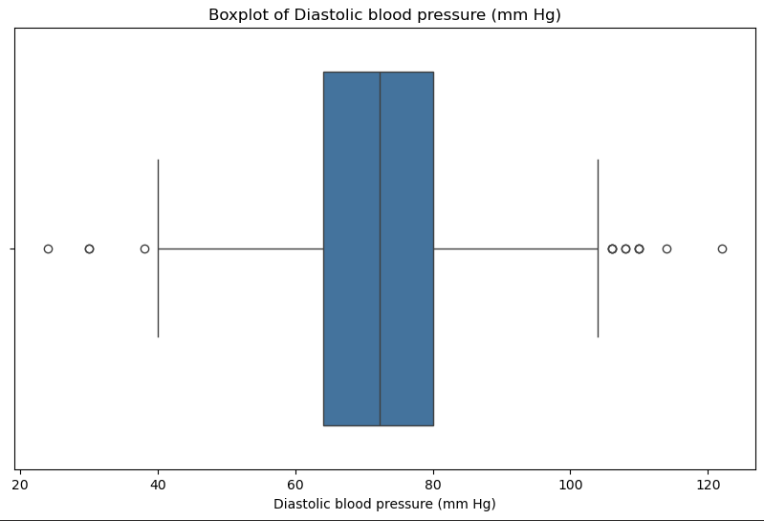 Boxplot of Diastolic blood pressure (mm Hg)
20 40 60 80 100 120
Diastolic blood pressure (mm Hg)